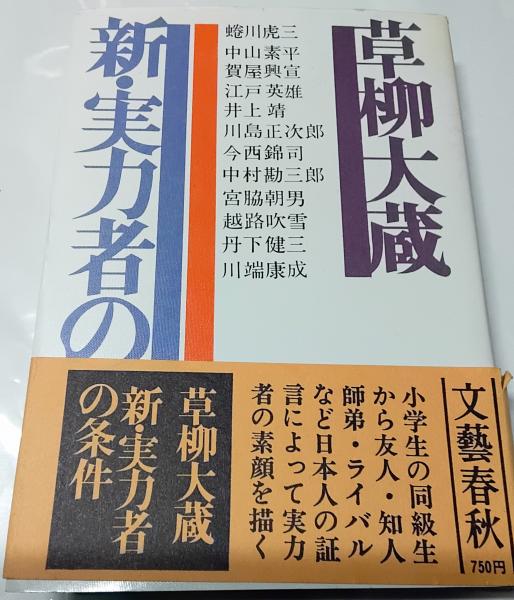 草柳大蔵
蜷川虎三
中山素平
賀屋興宣
江戸英雄
井上靖
川島正次郎
今西錦司
中村勘三郎
宮脇朝男
越路吹雪
丹下健三
川端康成
新・実力者の
文藝春秋
750円
小学生の同級生
から友人・知人
師弟・ライバル
など日本人の証
言によって実力
者の素顔を描く
草柳大蔵
新・実力者
の条件